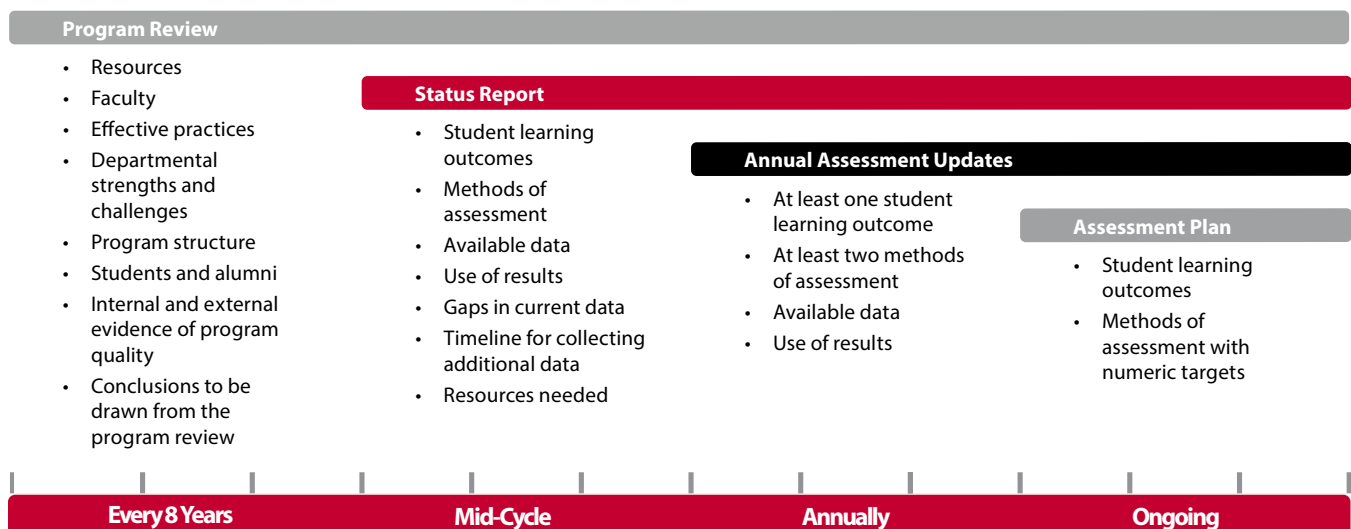 Program Review
• Resources
• Faculty
• Effective practices
• Departmental
strengths and
challenges
• Program structure
• Students and alumni
• Internal and external
evidence of program
quality
• Conclusions to be
drawn from the
program review
Status Report
• Student learning
outcomes
• Methods of
assessment
• Available data
• Use of results
• Gaps in current data
• Timeline for collecting
additional data
• Resources needed
Annual Assessment Updates
• At least one student
learning outcome
• At least two methods
of assessment
• Available data
• Use of results
Assessment Plan
• Student learning
outcomes
• Methods of
assessment with
numeric targets
Every 8 Years
Mid-Cycle
Annually
Ongoing